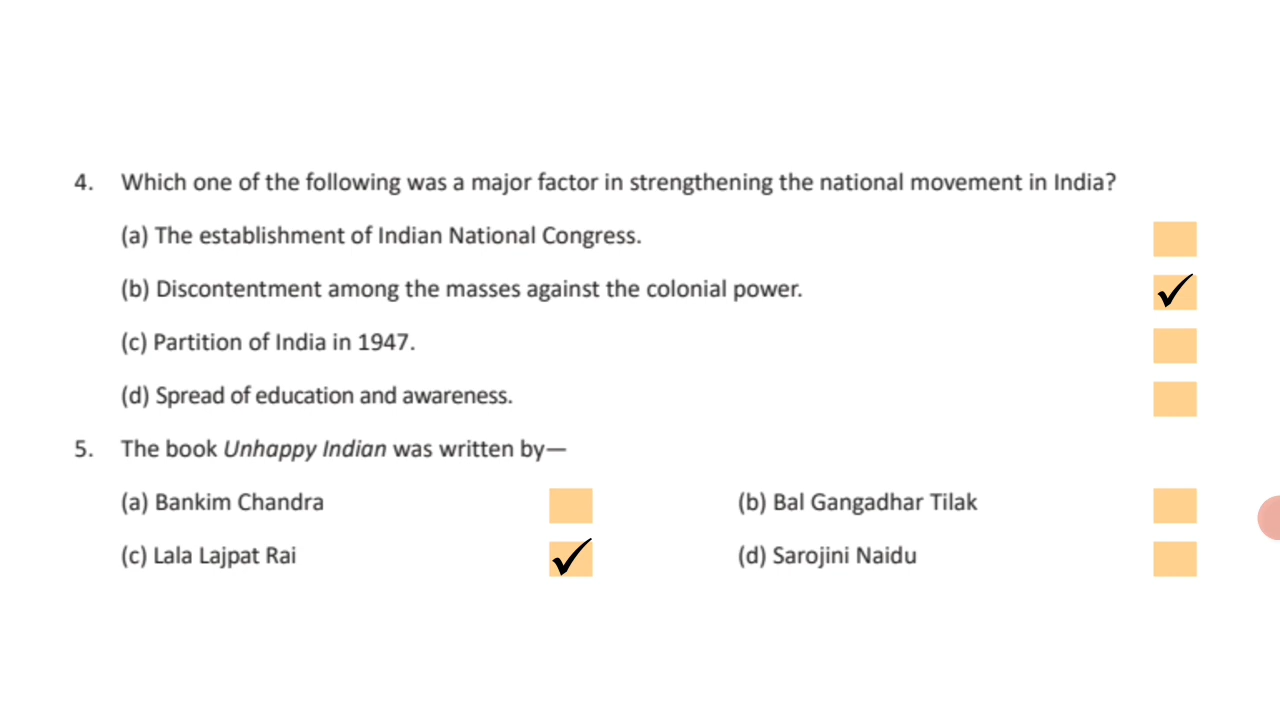 4. Which one of the following was a major factor in strengthening the national movement in India?
(a) The establishment of Indian National Congress.
(b) Discontentment among the masses against the colonial power.
(c) Partition of India in 1947.
(d) Spread of education and awareness.
5. The book Unhappy Indian was written by—
(a) Bankim Chandra (b) Bal Gangadhar Tilak
(c) Lala Lajpat Rai (d) Sarojini Naidu